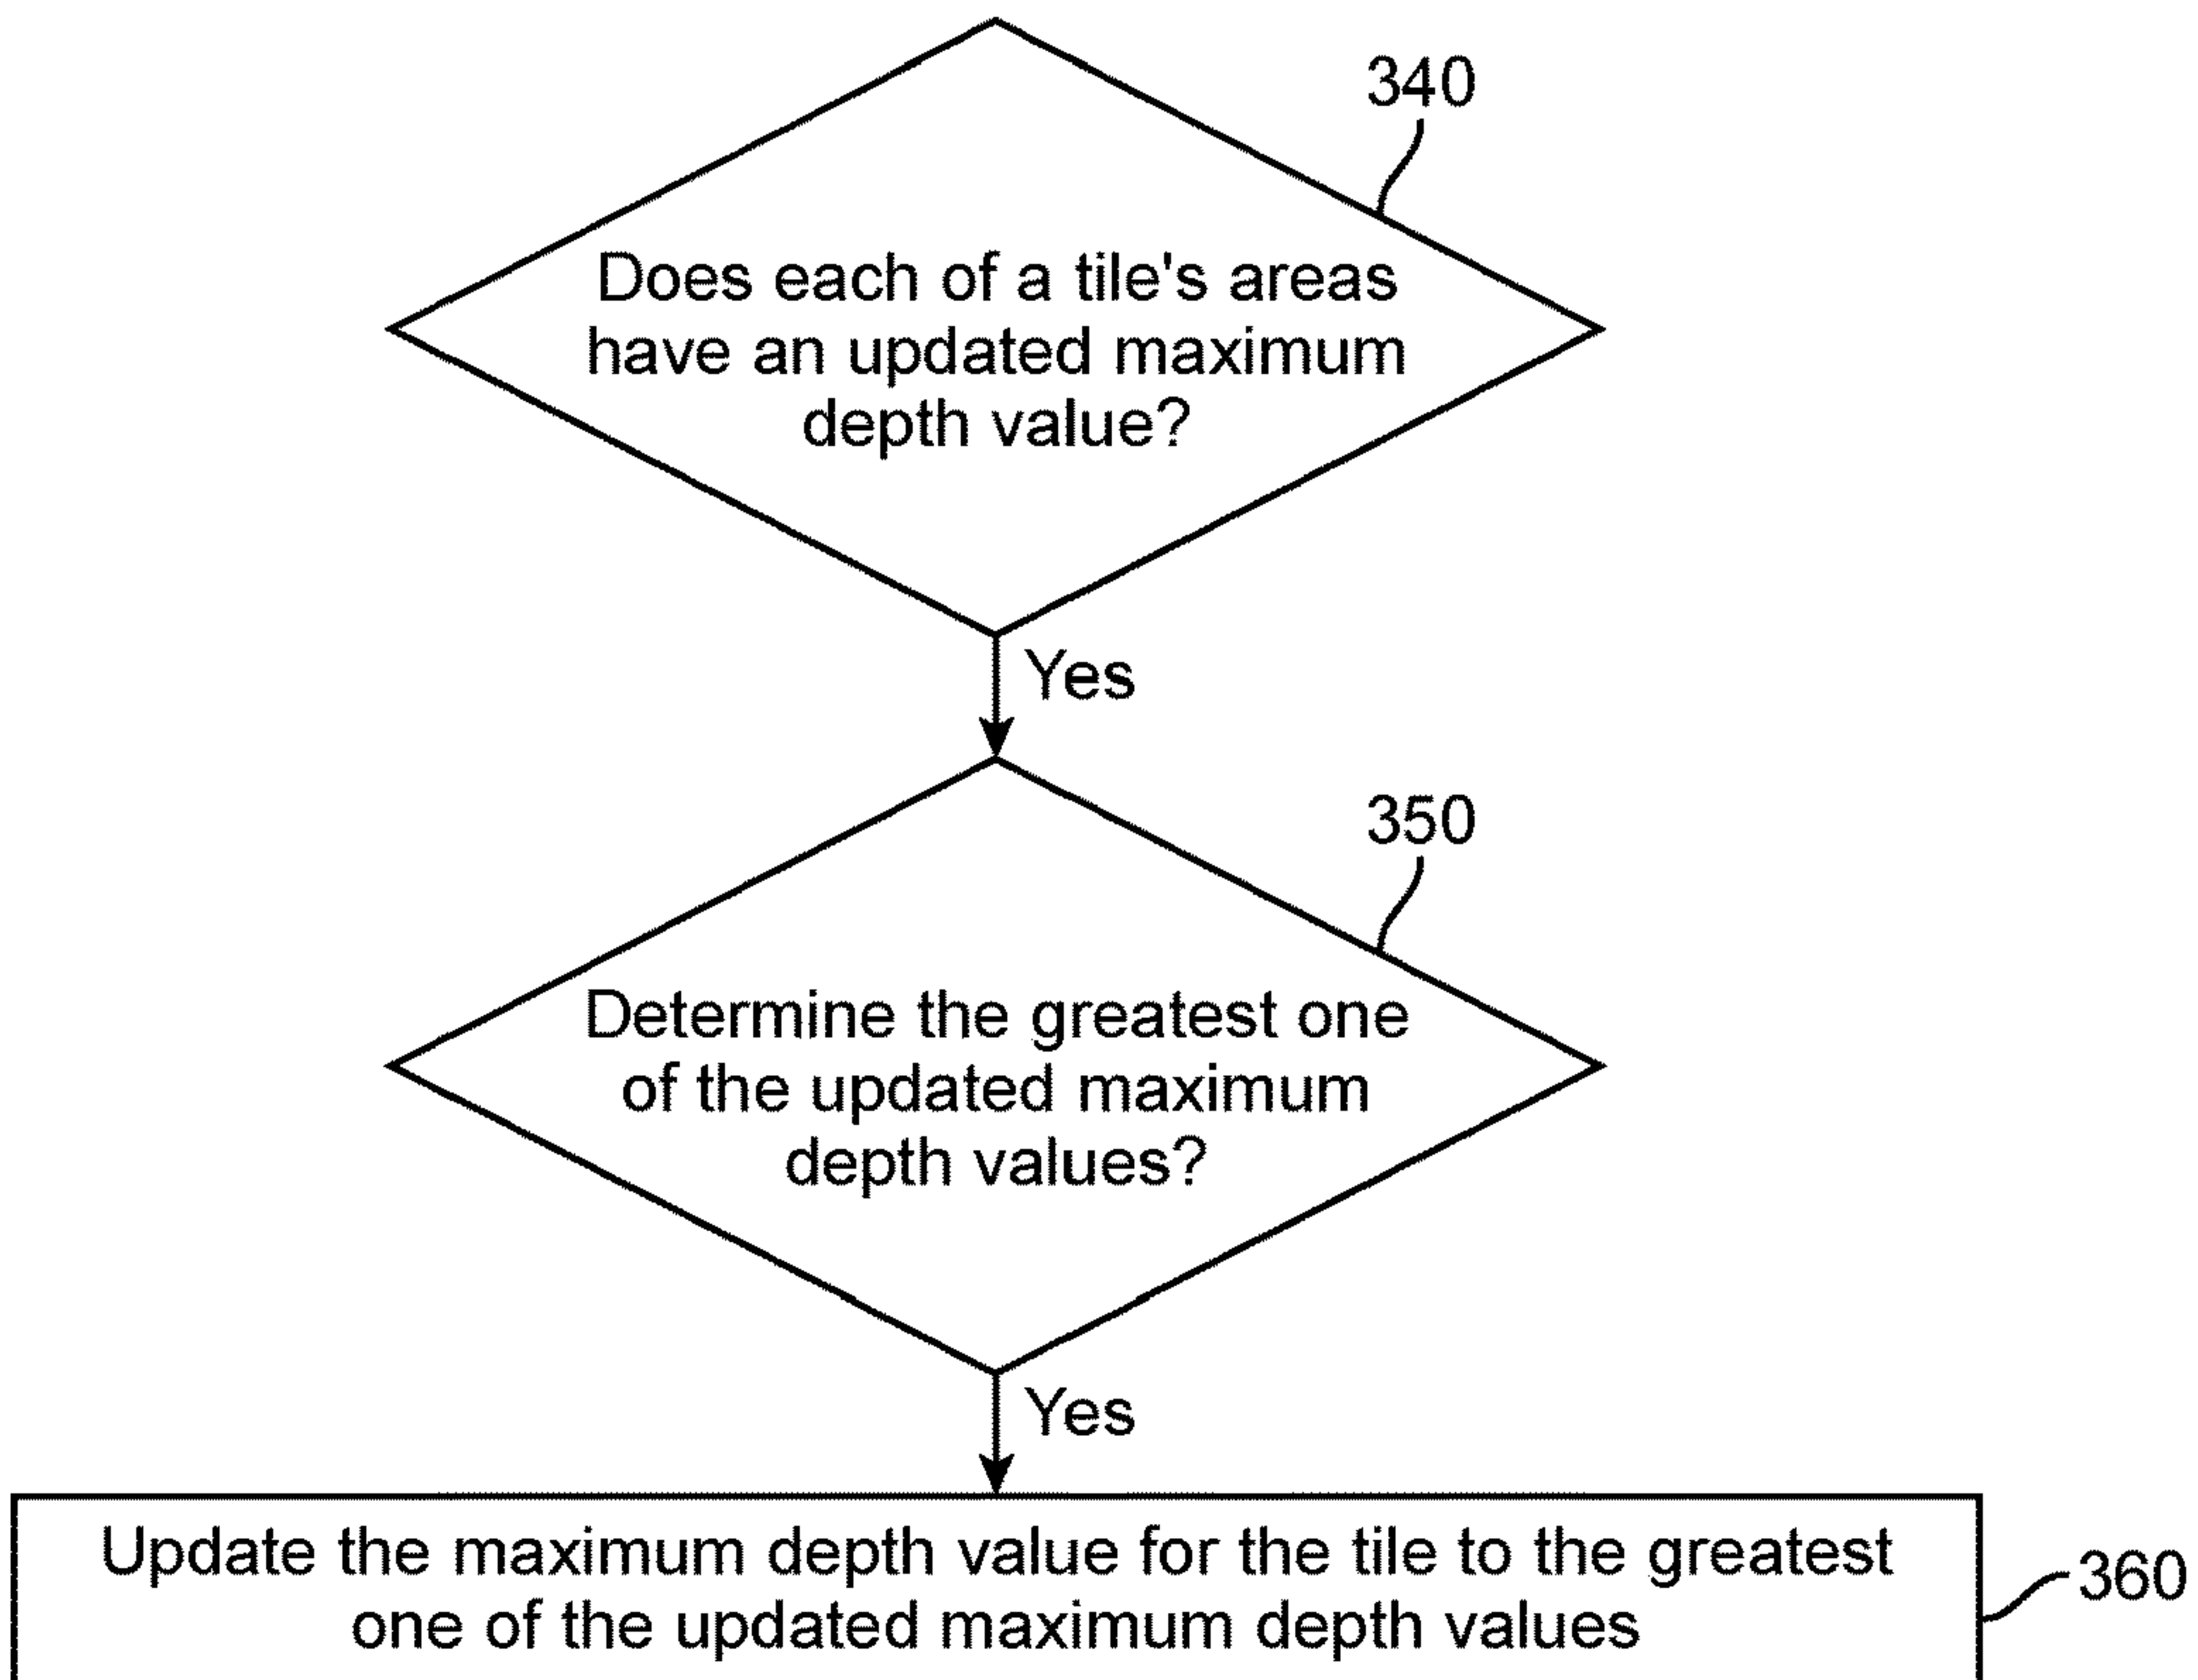 340
Does each of a tile's areas
have an updated maximum
depth value?
Yes
350
Determine the greatest one
of the updated maximum
depth values?
Yes
Update the maximum depth value for the tile to the greatest
one of the updated maximum depth values
360